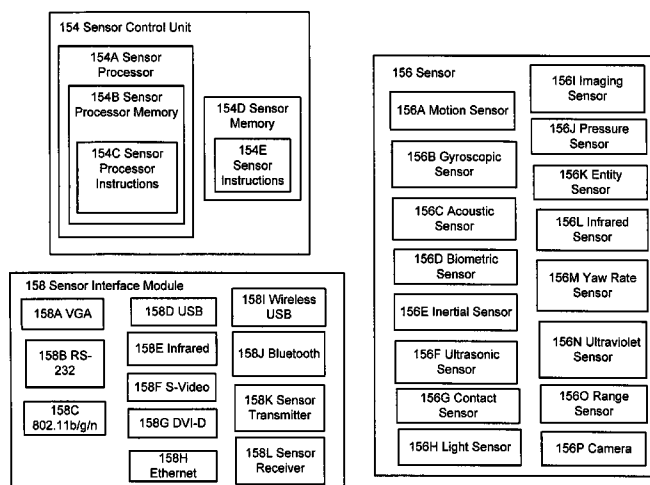 154 Sensor Control Unit
154A Sensor
Processor
154B Sensor
Processor Memory
154C Sensor
Processor
Instructions
154D Sensor
Memory
154E
Sensor
Instructions
158 Sensor Interface Module
158A VGA
158B RS-
232
158C
802.11b/g/n
158D USB
158E Infrared
158F S-Video
158G DVI-D
158H
Ethernet
158I Wireless
USB
158J Bluetooth
158K Sensor
Transmitter
158L Sensor
Receiver
156 Sensor
156A Motion Sensor
156B Gyroscopic
Sensor
156C Acoustic
Sensor
156D Biometric
Sensor
156E Inertial Sensor
156F Ultrasonic
Sensor
156G Contact
Sensor
156H Light Sensor
156I Imaging
Sensor
156J Pressure
Sensor
156K Entity
Sensor
156L Infrared
Sensor
156M Yaw Rate
Sensor
156N Ultraviolet
Sensor
156O Range
Sensor
156P Camera